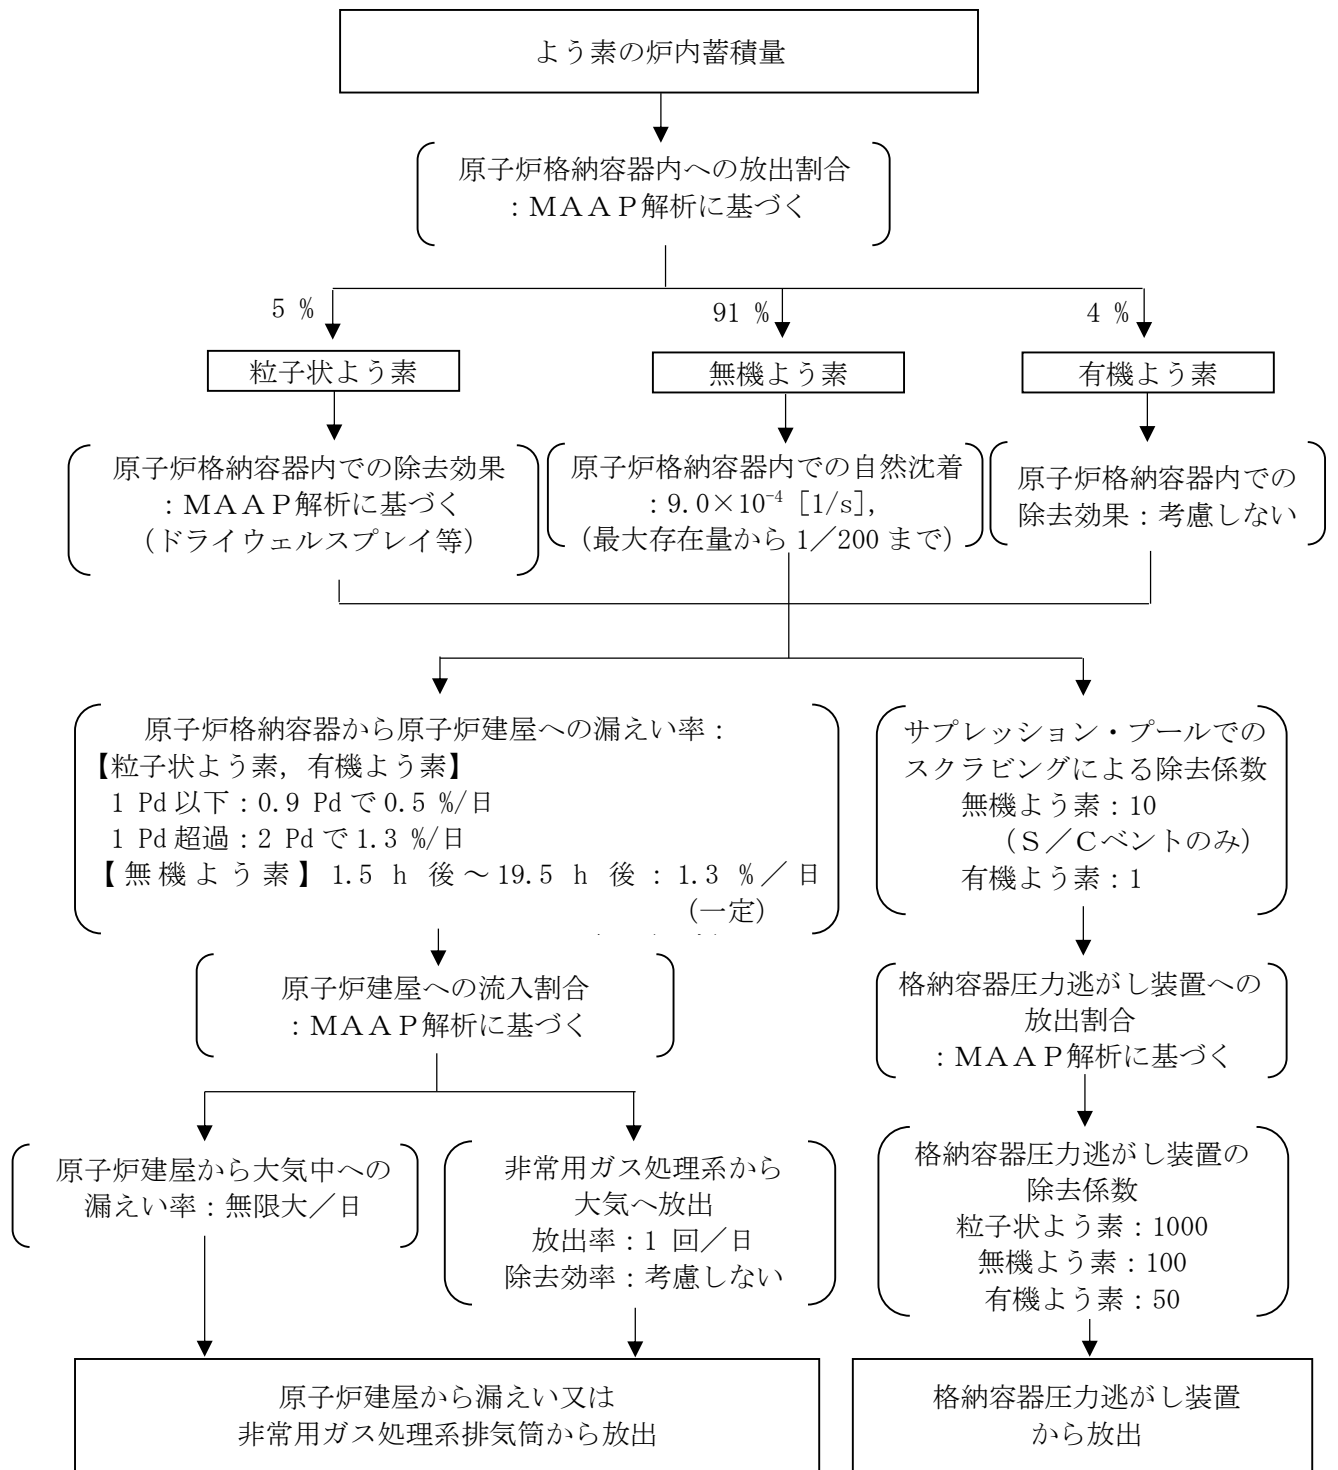 よう素の炉内蓄積量
原子炉格納容器内への放出割合
：ＭＡＡＰ解析に基づく
5 %
91 %
4 %
粒子状よう素
無機よう素
有機よう素
原子炉格納容器内での除去効果
：ＭＡＡＰ解析に基づく
（ドライウェルスプレイ等）
原子炉格納容器内での自然沈着
：9.0×10⁻⁴ [1/s]，
（最大存在量から 1／200 まで）
原子炉格納容器内での
除去効果：考慮しない
原子炉格納容器から原子炉建屋への漏えい率：
【粒子状よう素，有機よう素】
1 Pd 以下：0.9 Pd で 0.5 %/日
1 Pd 超過：2 Pd で 1.3 %/日
【無機よう素】1.5 h 後～19.5 h 後：1.3 %／日
（一定）
サプレッション・プールでの
スクラビングによる除去係数
無機よう素：10
（Ｓ／Ｃベントのみ）
有機よう素：1
原子炉建屋への流入割合
：ＭＡＡＰ解析に基づく
格納容器圧力逃がし装置への
放出割合
：ＭＡＡＰ解析に基づく
原子炉建屋から大気中への
漏えい率：無限大／日
非常用ガス処理系から
大気へ放出
放出率：1 回／日
除去効率：考慮しない
格納容器圧力逃がし装置の
除去係数
粒子状よう素：1000
無機よう素：100
有機よう素：50
原子炉建屋から漏えい又は
非常用ガス処理系排気筒から放出
格納容器圧力逃がし装置
から放出